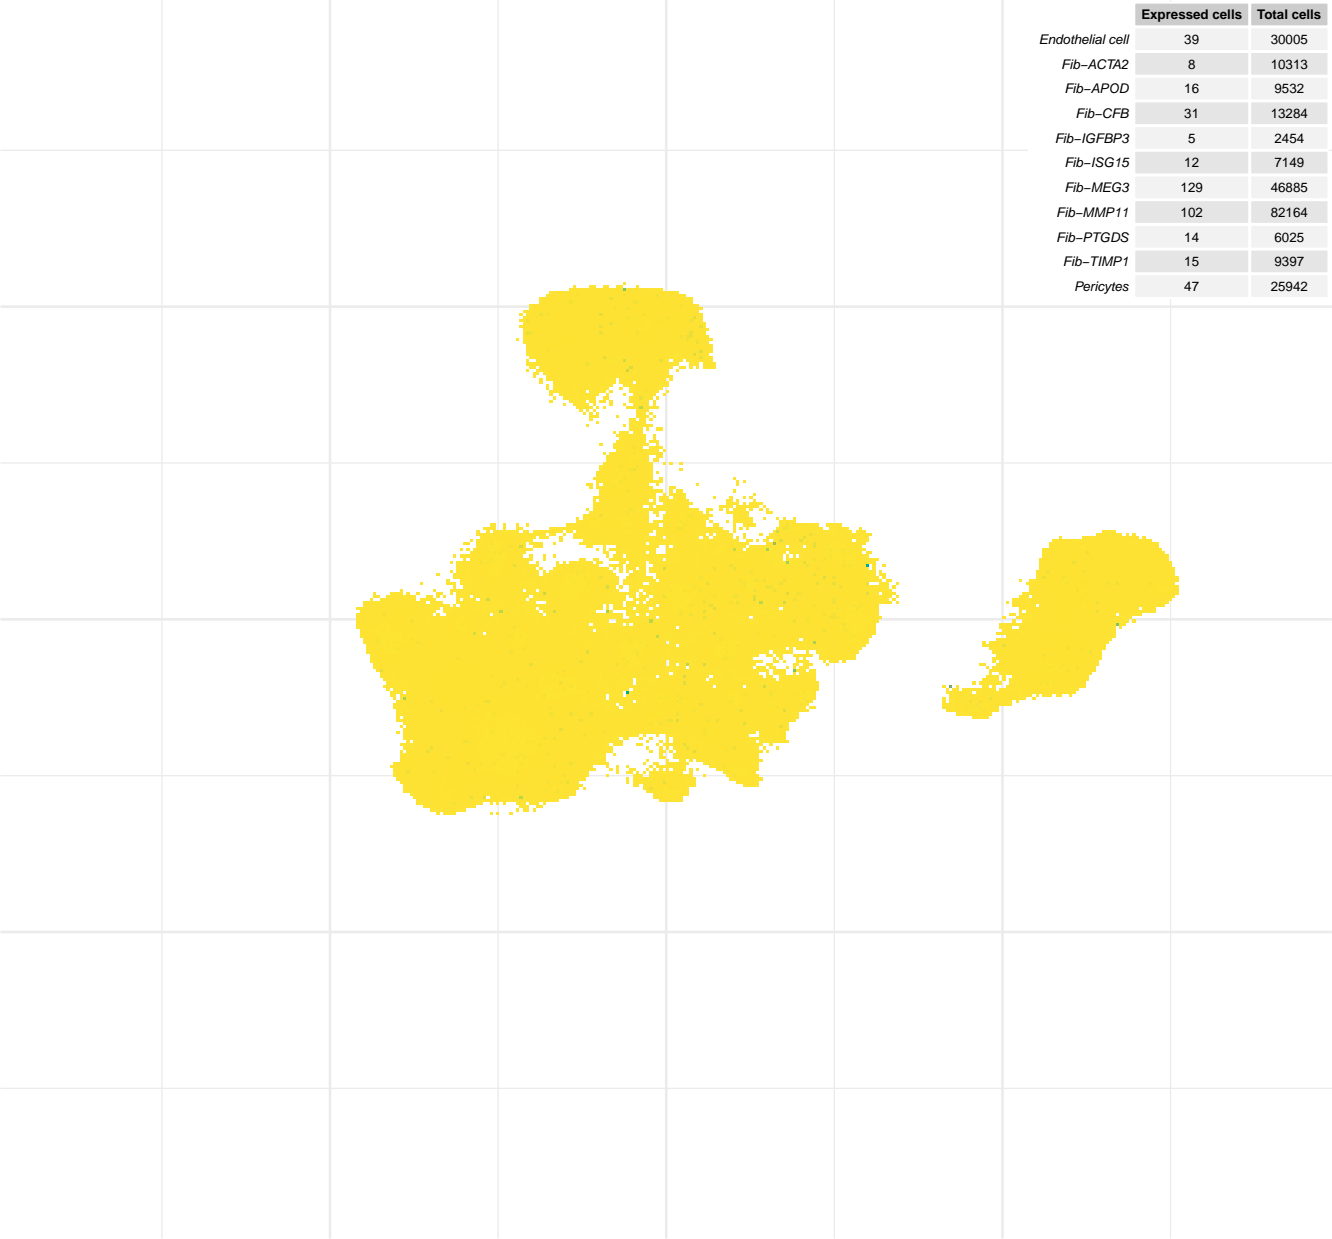 Expressed cells Total cells
Endothelial cell 39 30005
Fib−ACTA2 8 10313
Fib−APOD 16 9532
Fib−CFB 31 13284
Fib−IGFBP3 5 2454
Fib−ISG15 12 7149
Fib−MEG3 129 46885
Fib−MMP11 102 82164
Fib−PTGDS 14 6025
Fib−TIMP1 15 9397
Pericytes 47 25942